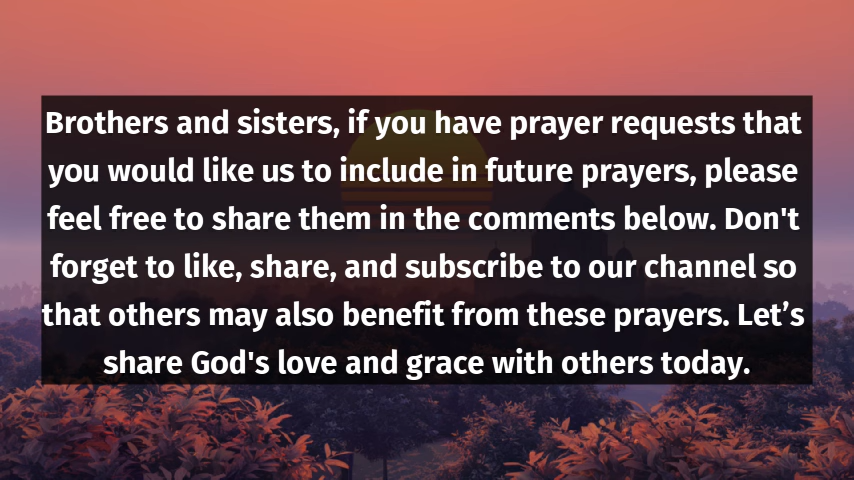 Brothers and sisters, if you have prayer requests that
you would like us to include in future prayers, please
feel free to share them in the comments below. Don't
forget to like, share, and subscribe to our channel so
that others may also benefit from these prayers. Let’s
share God's love and grace with others today.